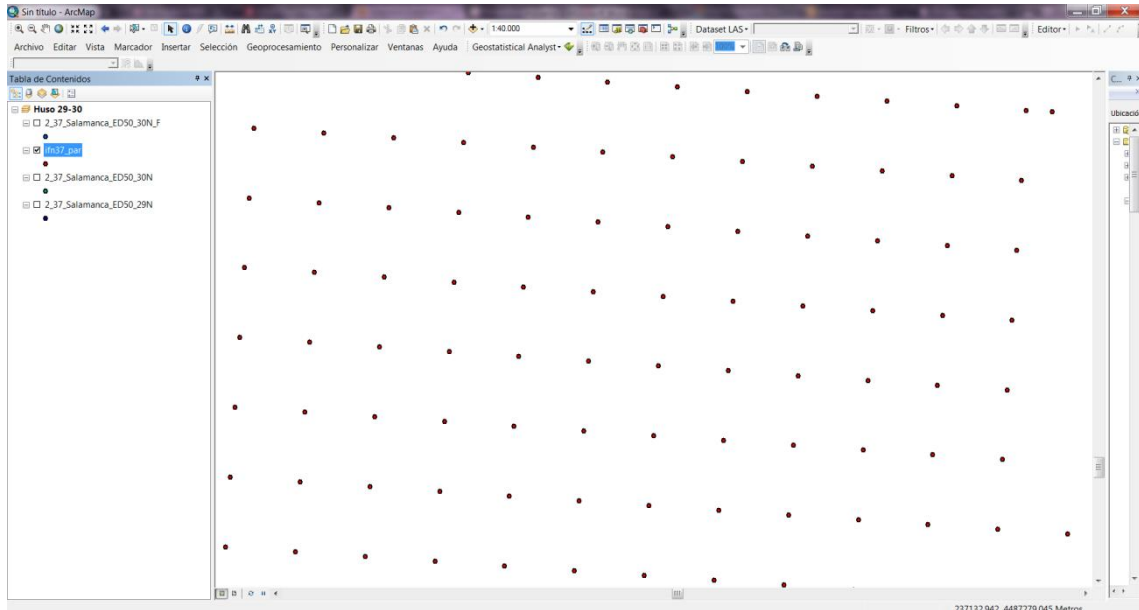 Sin título - ArcMap
1:40.000
Dataset LAS
Filtros
Editor
Archivo Editar Vista Marcador Insertar Selección Geoprocesamiento Personalizar Ventanas Ayuda Geostatistical Analyst
Tabla de Contenidos
C...
Huso 29-30
Ubicació
2_37_Salamanca_ED50_30N_F
ifn37_par
2_37_Salamanca_ED50_30N
2_37_Salamanca_ED50_29N
237132,942 4487279,045 Metros